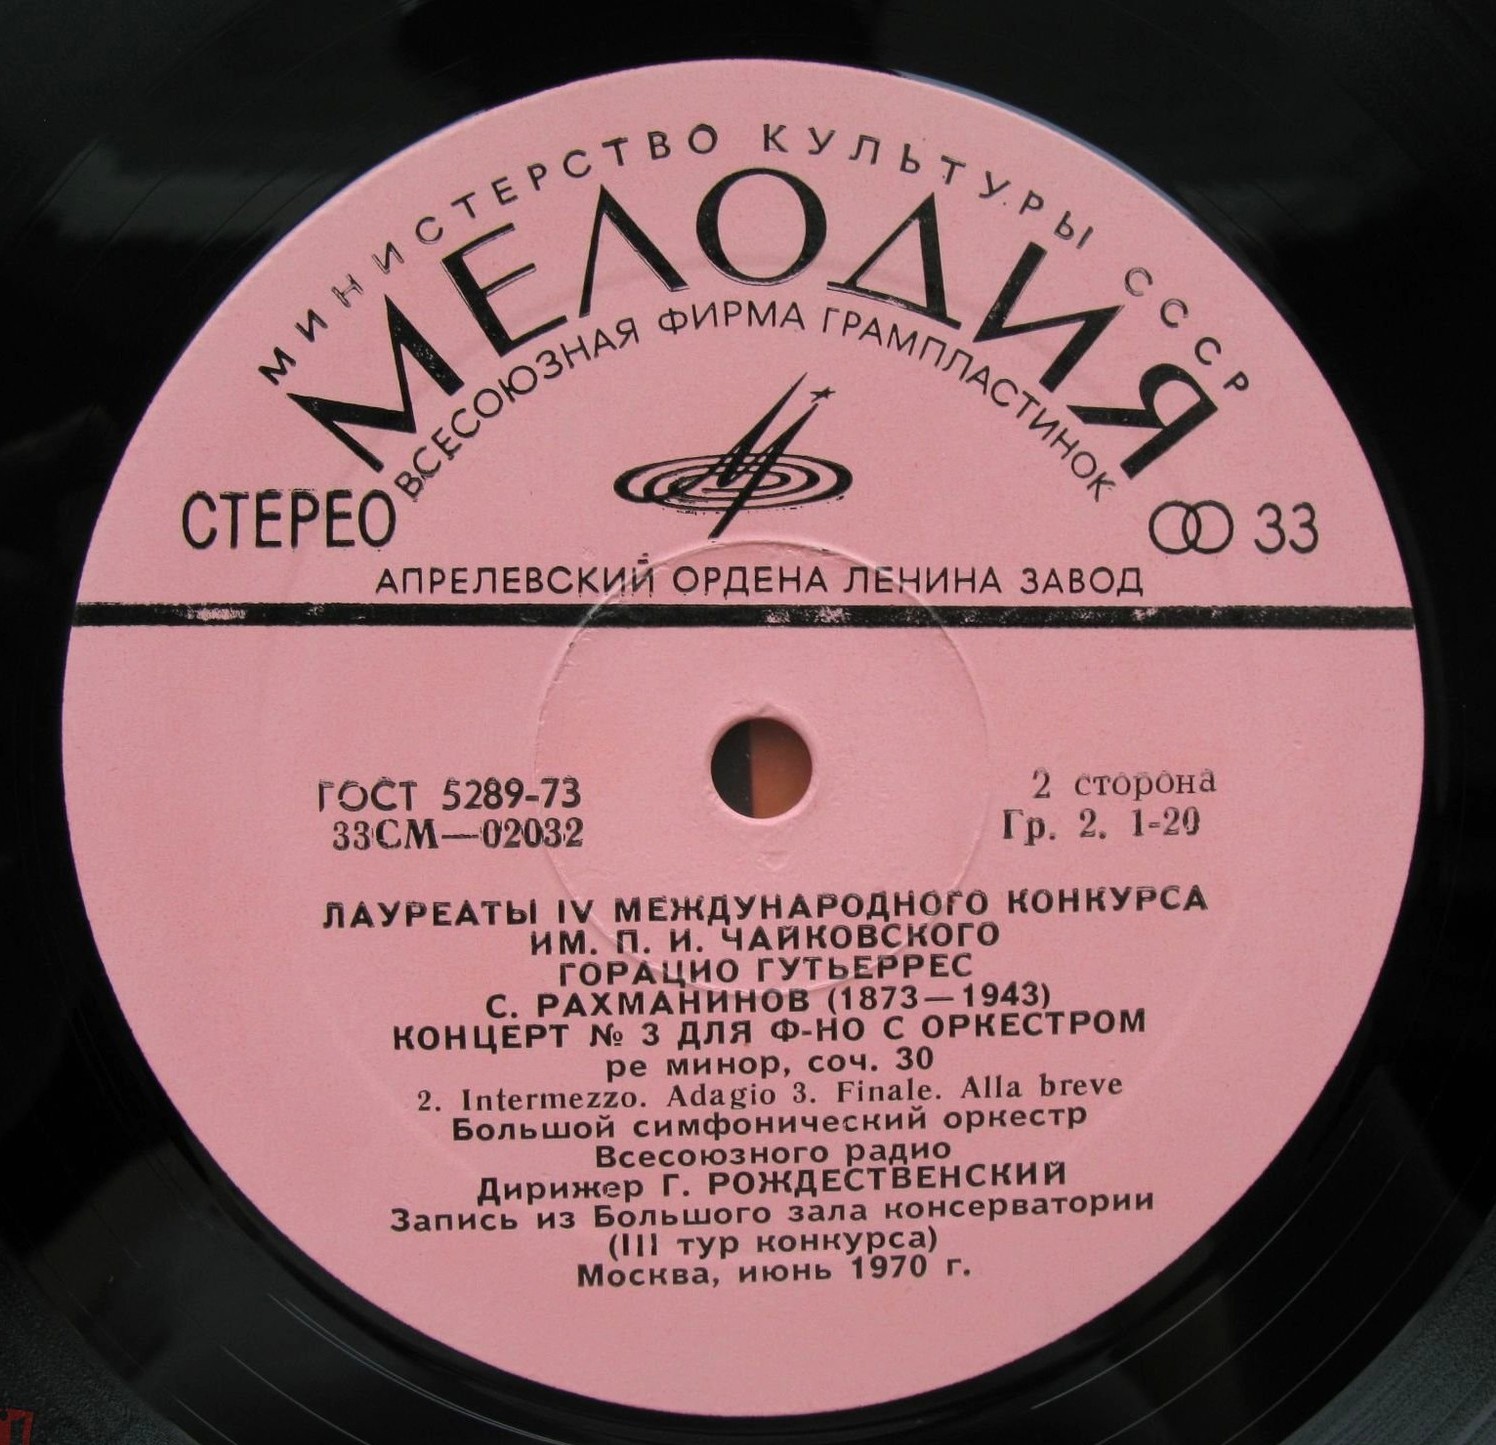 МИНИСТЕРСТВО КУЛЬТУРЫ СССР
МЕЛОДИЯ
ВСЕСОЮЗНАЯ ФИРМА ГРАМПЛАСТИНОК
СТЕРЕО
33
АПРЕЛЕВСКИЙ ОРДЕНА ЛЕНИНА ЗАВОД
ГОСТ 5289-73
33СМ—02032
2 сторона
Гр. 2. 1-20
ЛАУРЕАТЫ IV МЕЖДУНАРОДНОГО КОНКУРСА
ИМ. П. И. ЧАЙКОВСКОГО
ГОРАЦИО ГУТЬЕРРЕС
С. РАХМАНИНОВ (1873—1943)
КОНЦЕРТ № 3 ДЛЯ Ф-НО С ОРКЕСТРОМ
ре минор, соч. 30
2. Intermezzo. Adagio 3. Finale. Alla breve
Большой симфонический оркестр
Всесоюзного радио
Дирижер Г. РОЖДЕСТВЕНСКИЙ
Запись из Большого зала консерватории
(III тур конкурса)
Москва, июнь 1970 г.